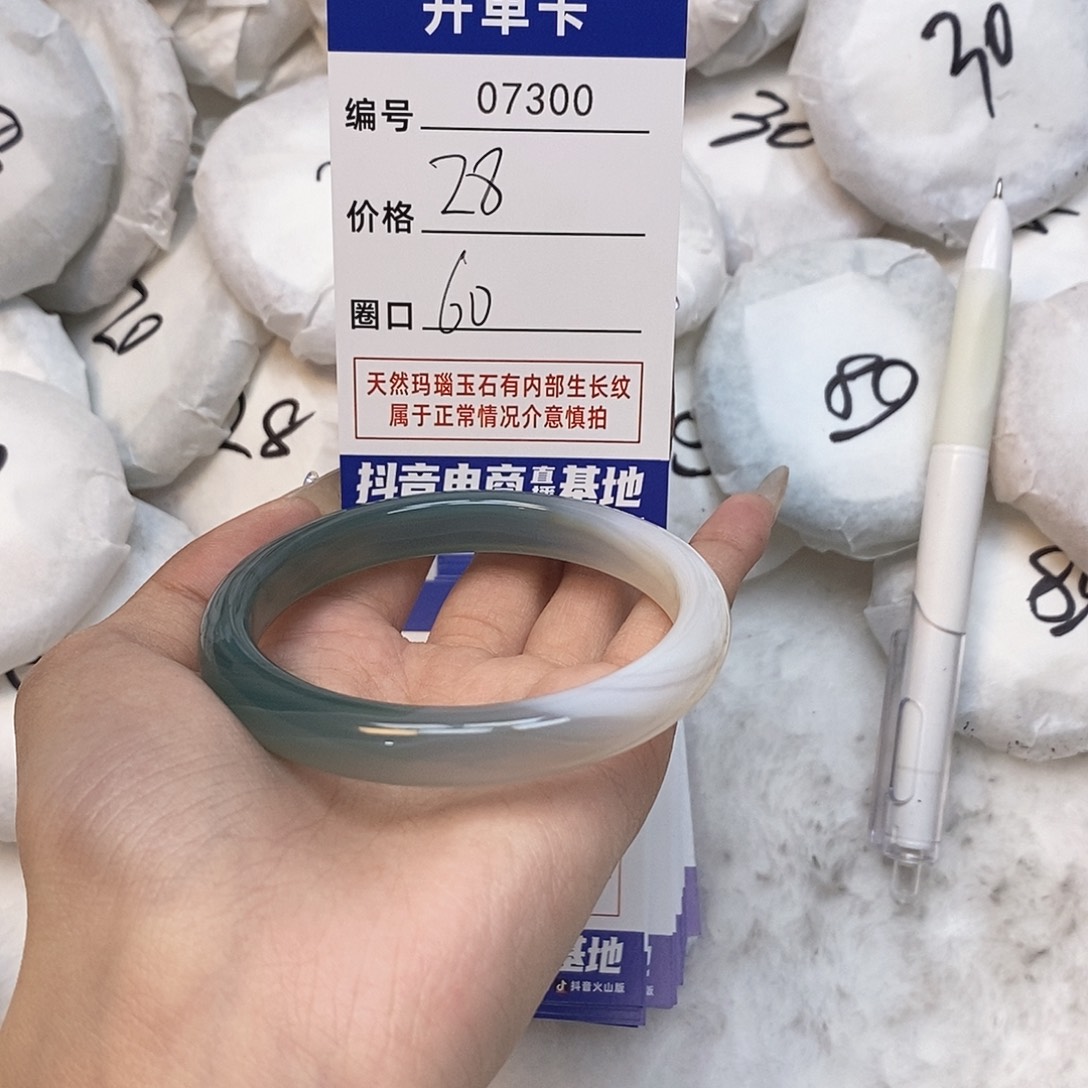 开单卡
编号 07300
价格 28
圈口 60
天然玛瑙玉石有内部生长纹
属于正常情况介意慎拍
抖音电商直播基地
30
30
28
89
基地
抖音火山版